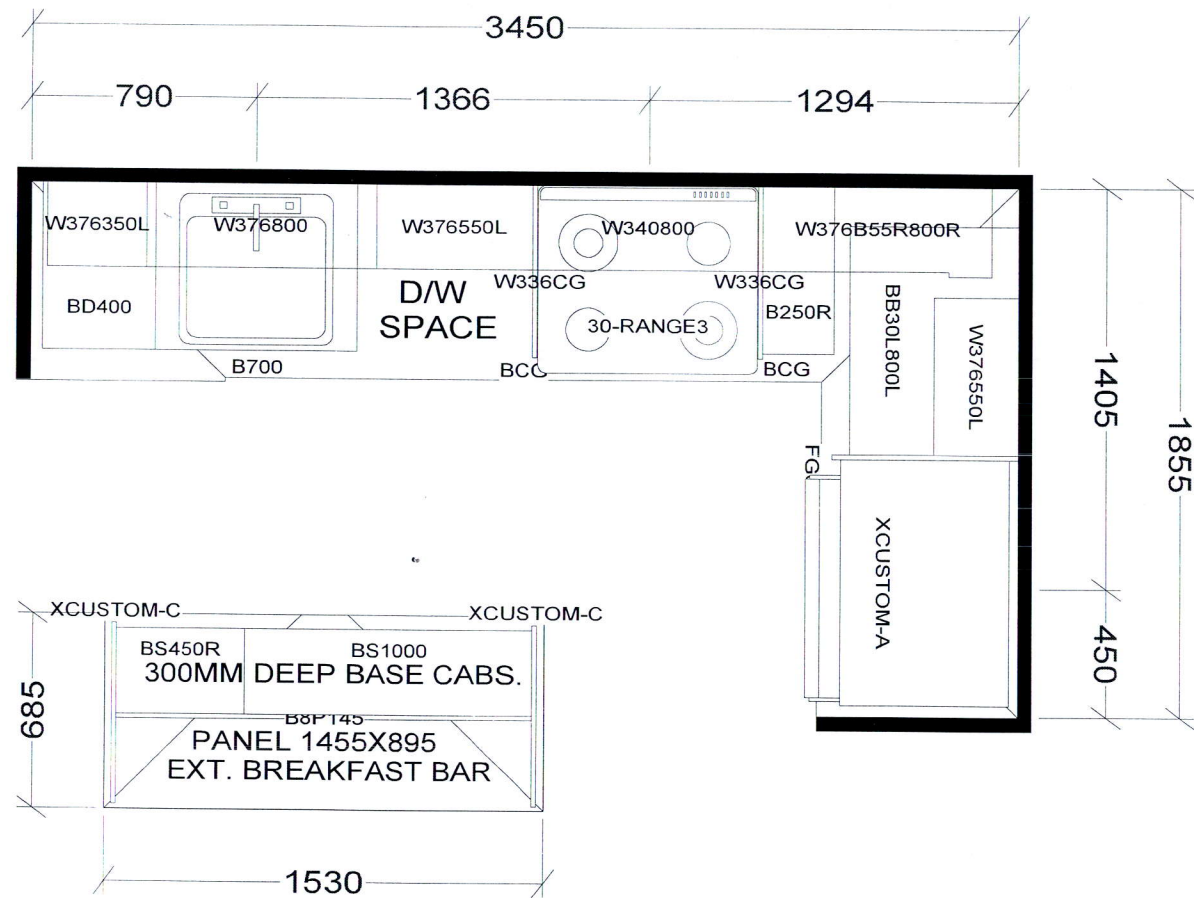 3450
790
1366
1294
W376350L
W376800
W376550L
W340800
W376B55R800R
W336CG
W336CG
BD400
D/W
SPACE
30-RANGE3
B250R
BB30L800L
W376550L
B700
BCG
BCG
FG
XCUSTOM-A
1405
1855
450
XCUSTOM-C
XCUSTOM-C
BS450R
BS1000
300MM DEEP BASE CABS.
PANEL 1455X895
EXT. BREAKFAST BAR
685
1530